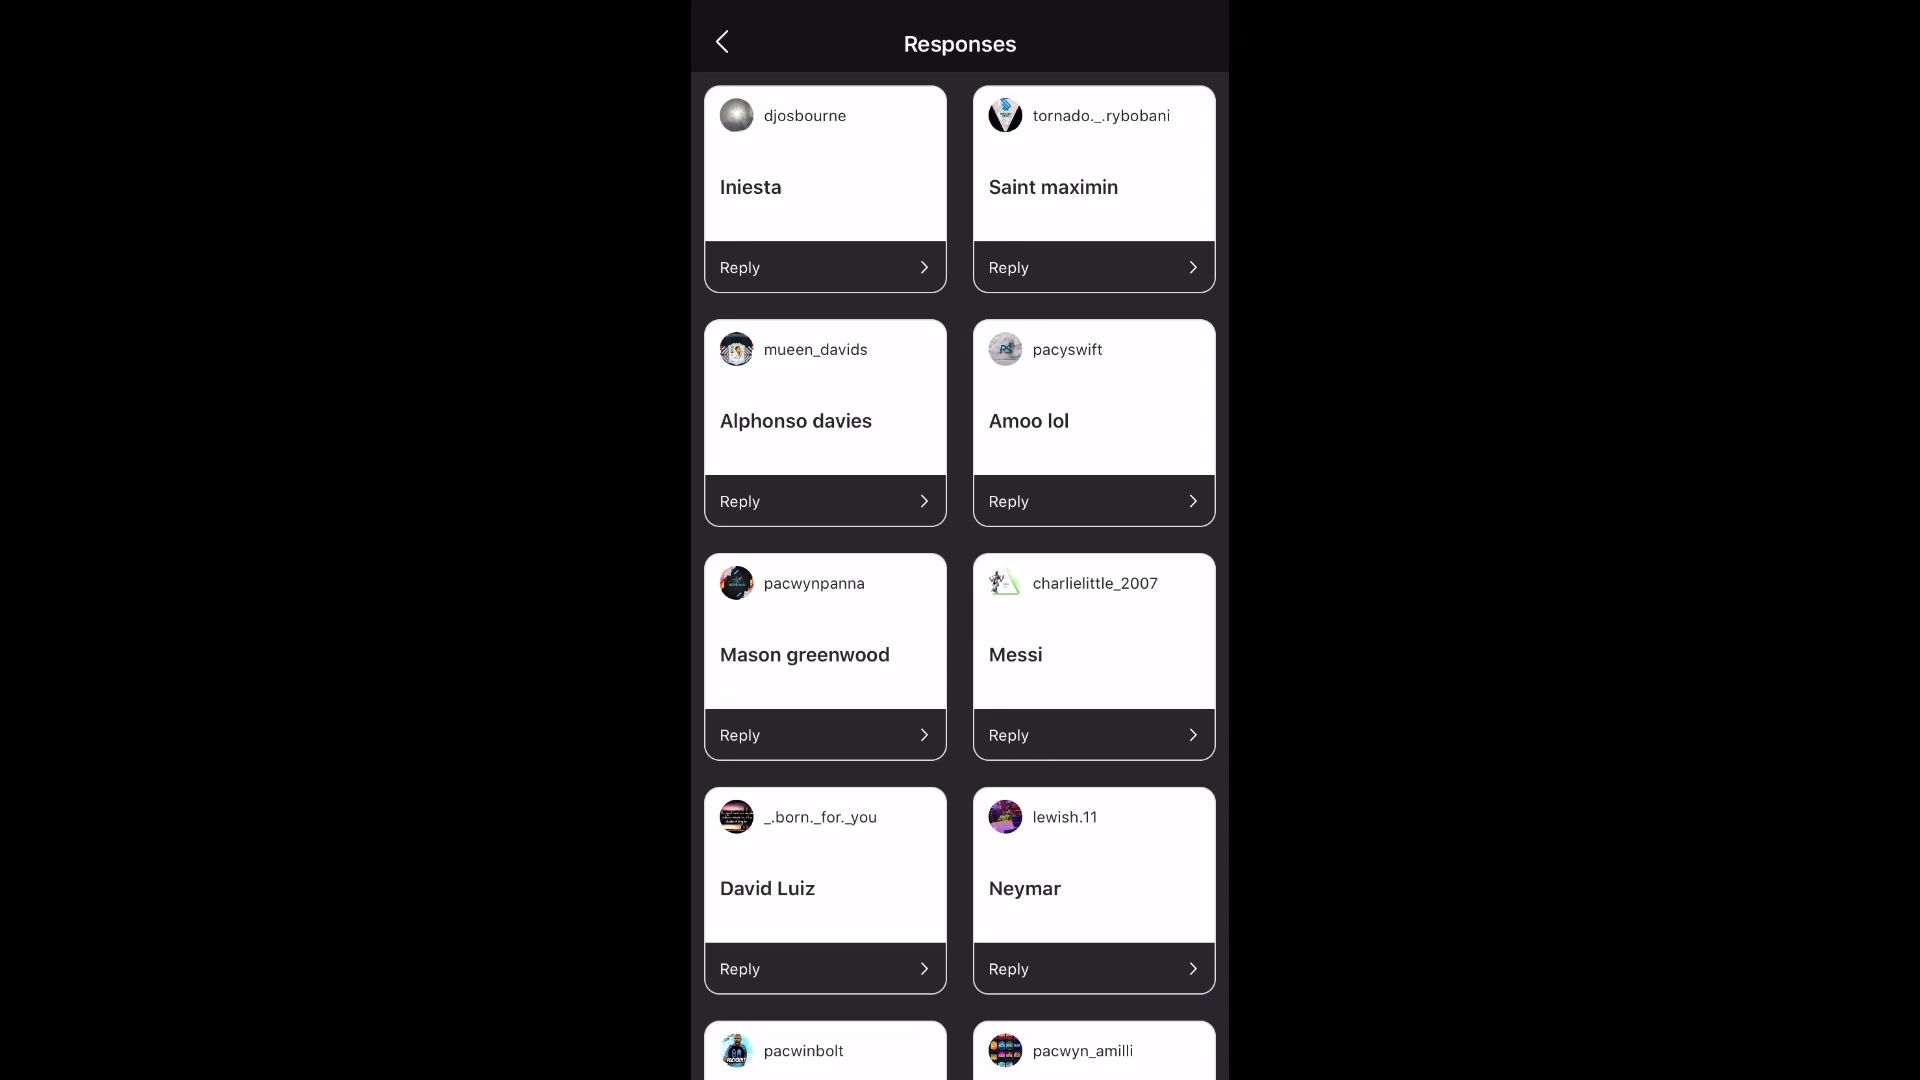 Responses
djosbourne
Iniesta
Reply
tornado._.rybobani
Saint maximin
Reply
mueen_davids
Alphonso davies
Reply
pacyswift
Amoo lol
Reply
pacwynpanna
Mason greenwood
Reply
charlielittle_2007
Messi
Reply
_.born._for._you
David Luiz
Reply
lewish.11
Neymar
Reply
pacwinbolt
pacwyn_amilli